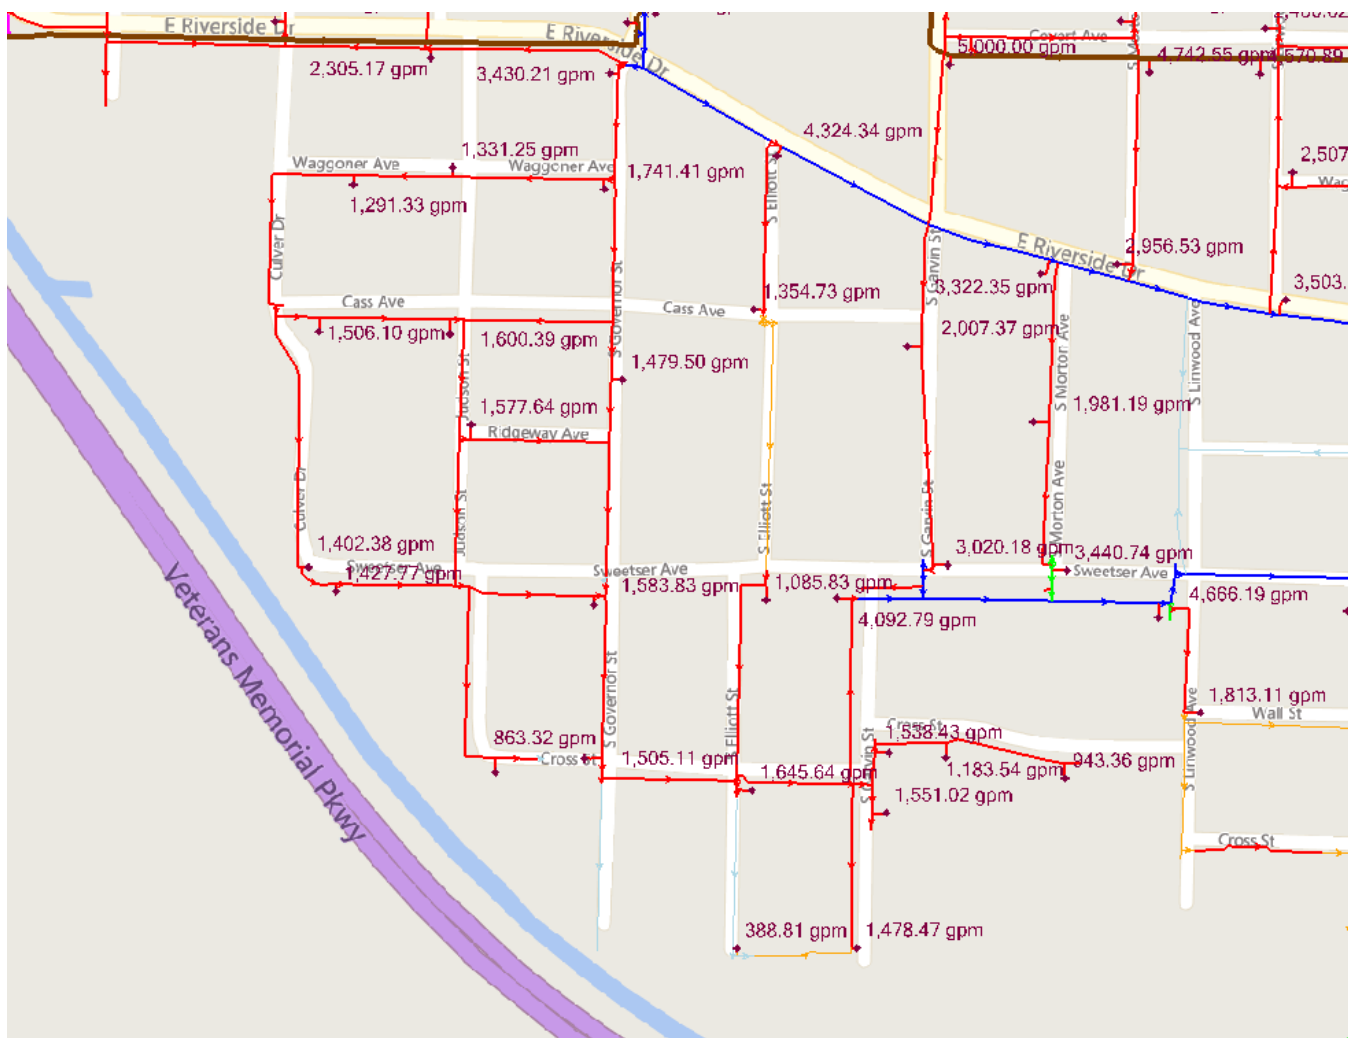 E Riverside Dr
E Riverside Dr
Covert Ave
5,000.00 gpm
4,742.55 gpm
4,570.89
2,305.17 gpm
3,430.21 gpm
4,324.34 gpm
1,331.25 gpm
Waggoner Ave
Waggoner Ave
1,741.41 gpm
2,507
1,291.33 gpm
S Elliott St
Culver Dr
S Garvin St
E Riverside Dr
2,956.53 gpm
3,322.35 gpm
3,503.
1,354.73 gpm
Cass Ave
Cass Ave
S Governor St
1,506.10 gpm
1,600.39 gpm
2,007.37 gpm
S Morton Ave
S Linwood Ave
1,479.50 gpm
Judson St
1,577.64 gpm
1,981.19 gpm
Ridgeway Ave
Culver Dr
Judson St
S Elliott St
S Garvin St
S Morton Ave
1,402.38 gpm
3,020.18 gpm
3,440.74 gpm
Sweetser Ave
Sweetser Ave
Sweetser Ave
1,427.77 gpm
1,583.83 gpm
1,085.83 gpm
4,666.19 gpm
4,092.79 gpm
Veterans Memorial Pkwy
S Governor St
S Elliott St
S Linwood Ave
1,813.11 gpm
Wall St
Cross St
1,538.43 gpm
863.32 gpm
Cross St
1,505.11 gpm
1,645.64 gpm
S Garvin St
1,183.54 gpm
943.36 gpm
1,551.02 gpm
Cross St
388.81 gpm
1,478.47 gpm